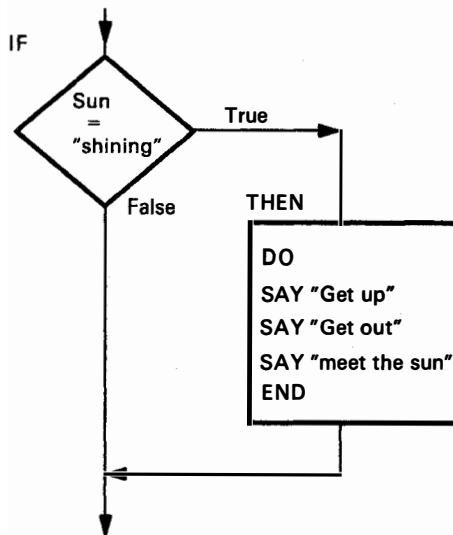 IF
Sun
=
"shining"
True
False
THEN
DO
SAY "Get up"
SAY "Get out"
SAY "meet the sun"
END